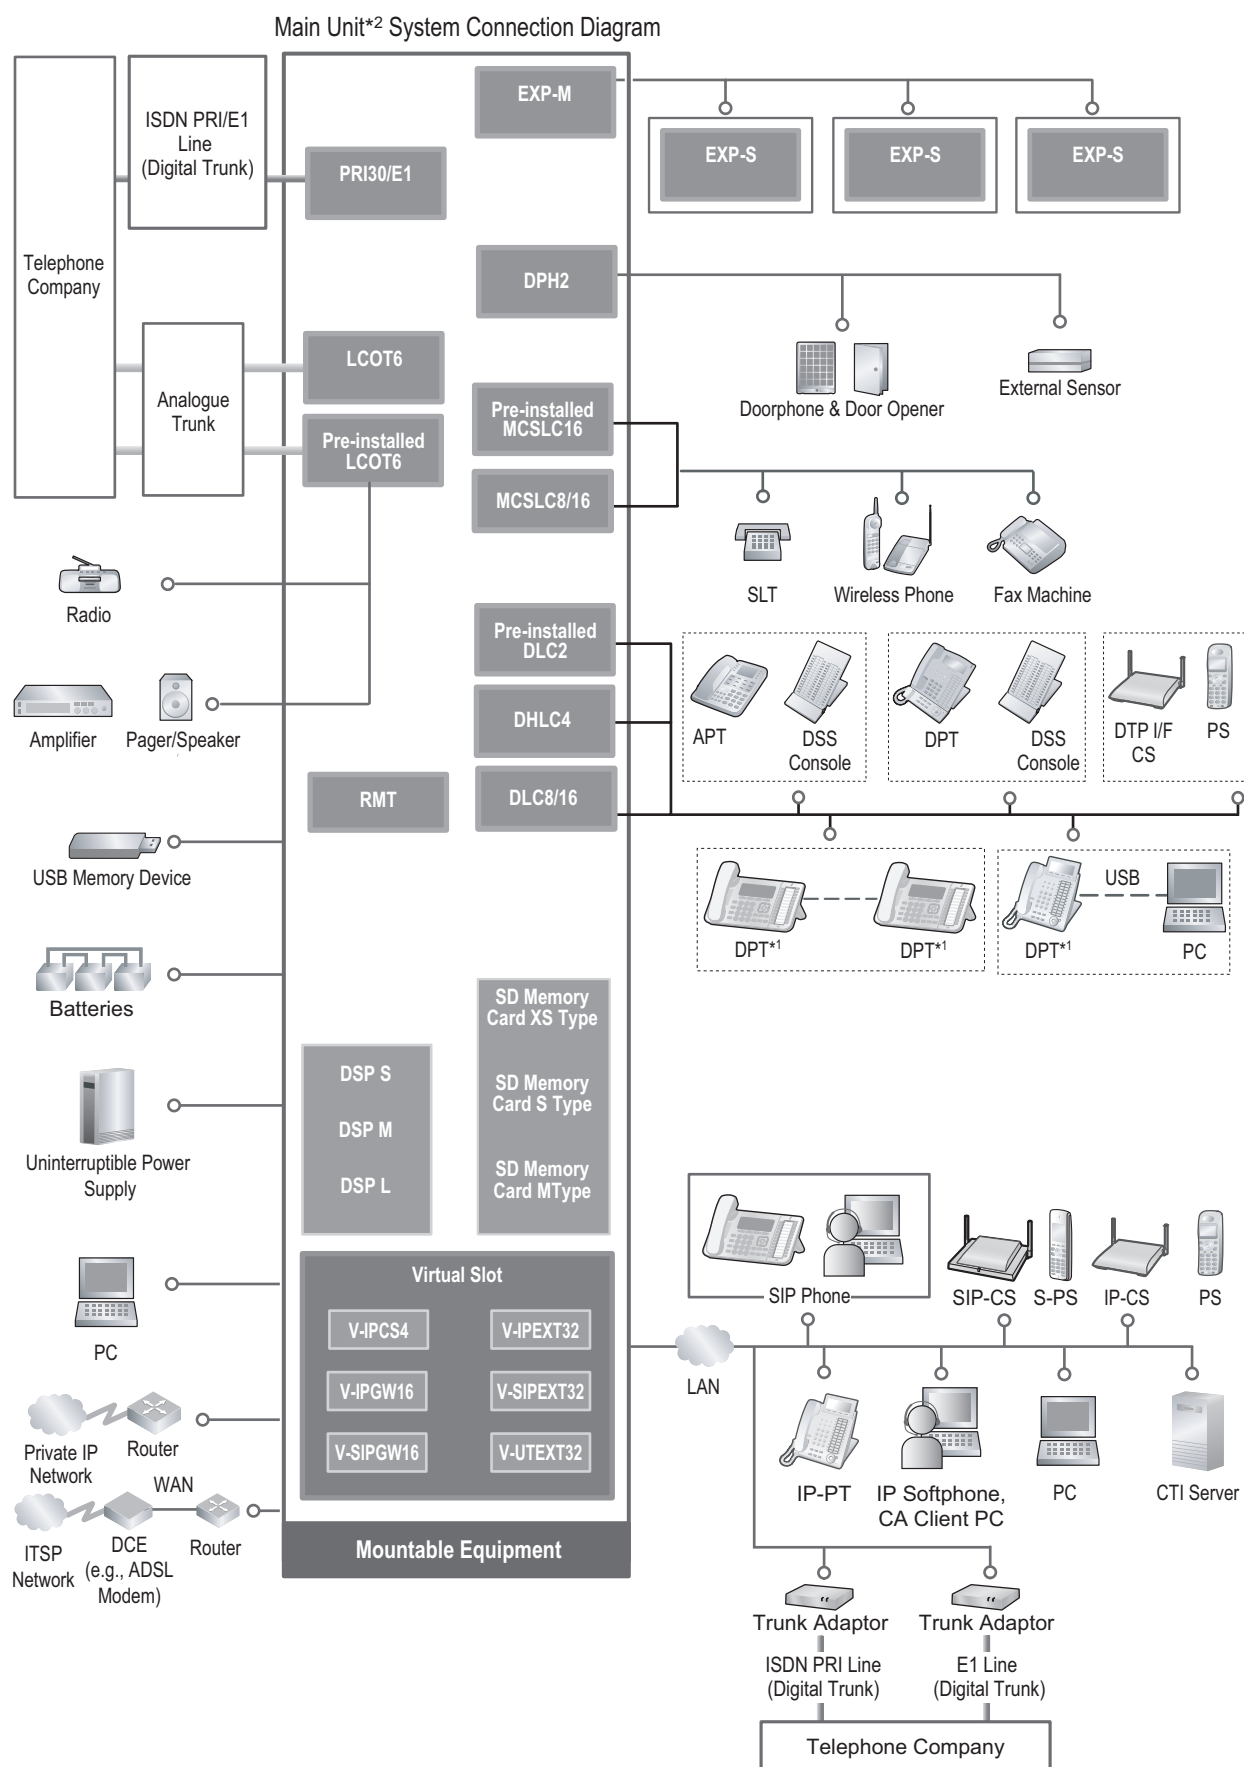 Main Unit*2 System Connection Diagram
ISDN PRI/E1
Line
(Digital Trunk)
Telephone
Company
Analogue
Trunk
PRI30/E1
LCOT6
Pre-installed
LCOT6
EXP-M
EXP-S
EXP-S
EXP-S
DPH2
Doorphone & Door Opener
External Sensor
Pre-installed
MCSLC16
MCSLC8/16
SLT
Wireless Phone
Fax Machine
Radio
Amplifier
Pager/Speaker
Pre-installed
DLC2
DHLC4
DLC8/16
RMT
APT
DSS
Console
DPT
DSS
Console
DTP I/F
CS
PS
DPT*1
DPT*1
DPT*1
USB
PC
USB Memory Device
Batteries
Uninterruptible Power
Supply
PC
Private IP
Network
Router
WAN
ITSP
Network
DCE
(e.g., ADSL
Modem)
Router
DSP S
DSP M
DSP L
SD Memory
Card XS Type
SD Memory
Card S Type
SD Memory
Card MType
Virtual Slot
V-IPCS4
V-IPEXT32
V-IPGW16
V-SIPEXT32
V-SIPGW16
V-UTEXT32
Mountable Equipment
LAN
SIP Phone
SIP-CS
S-PS
IP-CS
PS
IP-PT
IP Softphone,
CA Client PC
PC
CTI Server
Trunk Adaptor
Trunk Adaptor
ISDN PRI Line
(Digital Trunk)
E1 Line
(Digital Trunk)
Telephone Company